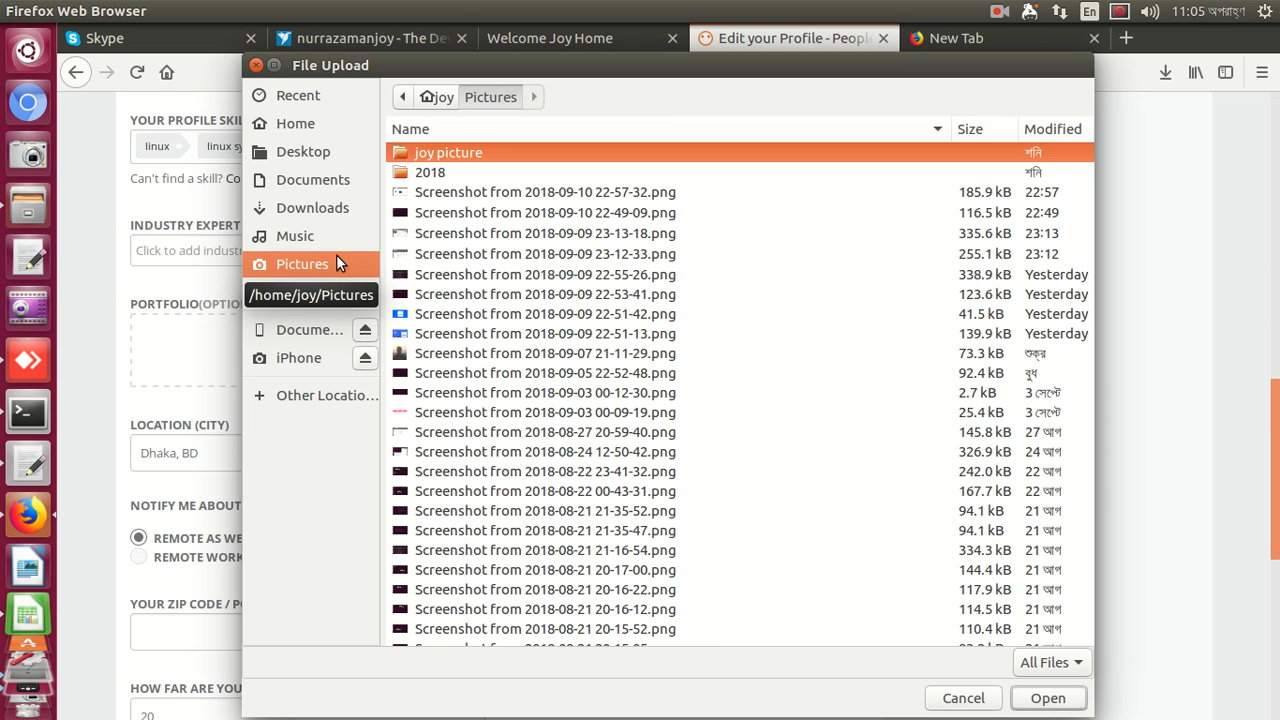 Firefox Web Browser
En
11:05 অপরাহ্ণ
Skype
nurrazamanjoy - The De
Welcome Joy Home
Edit your Profile - People
New Tab
File Upload
YOUR PROFILE SKIL
linux
linux sy
Can't find a skill? Co
INDUSTRY EXPERT
Click to add indust
PORTFOLIO(OPTIO
LOCATION (CITY)
Dhaka, BD
NOTIFY ME ABOUT
REMOTE AS WE
REMOTE WORK
YOUR ZIP CODE / P
HOW FAR ARE YOU
20
Recent
Home
Desktop
Documents
Downloads
Music
Pictures
/home/joy/Pictures
Docume...
iPhone
Other Locatio...
joy
Pictures
Name Size Modified
joy picture শনি
2018 শনি
Screenshot from 2018-09-10 22-57-32.png 185.9 kB 22:57
Screenshot from 2018-09-10 22-49-09.png 116.5 kB 22:49
Screenshot from 2018-09-09 23-13-18.png 335.6 kB 23:13
Screenshot from 2018-09-09 23-12-33.png 255.1 kB 23:12
Screenshot from 2018-09-09 22-55-26.png 338.9 kB Yesterday
Screenshot from 2018-09-09 22-53-41.png 123.6 kB Yesterday
Screenshot from 2018-09-09 22-51-42.png 41.5 kB Yesterday
Screenshot from 2018-09-09 22-51-13.png 139.9 kB Yesterday
Screenshot from 2018-09-07 21-11-29.png 73.3 kB শুক্র
Screenshot from 2018-09-05 22-52-48.png 92.4 kB বুধ
Screenshot from 2018-09-03 00-12-30.png 2.7 kB 3 সেপ্টে
Screenshot from 2018-09-03 00-09-19.png 25.4 kB 3 সেপ্টে
Screenshot from 2018-08-27 20-59-40.png 145.8 kB 27 আগ
Screenshot from 2018-08-24 12-50-42.png 326.9 kB 24 আগ
Screenshot from 2018-08-22 23-41-32.png 242.0 kB 22 আগ
Screenshot from 2018-08-22 00-43-31.png 167.7 kB 22 আগ
Screenshot from 2018-08-21 21-35-52.png 94.1 kB 21 আগ
Screenshot from 2018-08-21 21-35-47.png 94.1 kB 21 আগ
Screenshot from 2018-08-21 21-16-54.png 334.3 kB 21 আগ
Screenshot from 2018-08-21 20-17-00.png 144.4 kB 21 আগ
Screenshot from 2018-08-21 20-16-22.png 117.9 kB 21 আগ
Screenshot from 2018-08-21 20-16-12.png 114.5 kB 21 আগ
Screenshot from 2018-08-21 20-15-52.png 110.4 kB 21 আগ
All Files
Cancel
Open